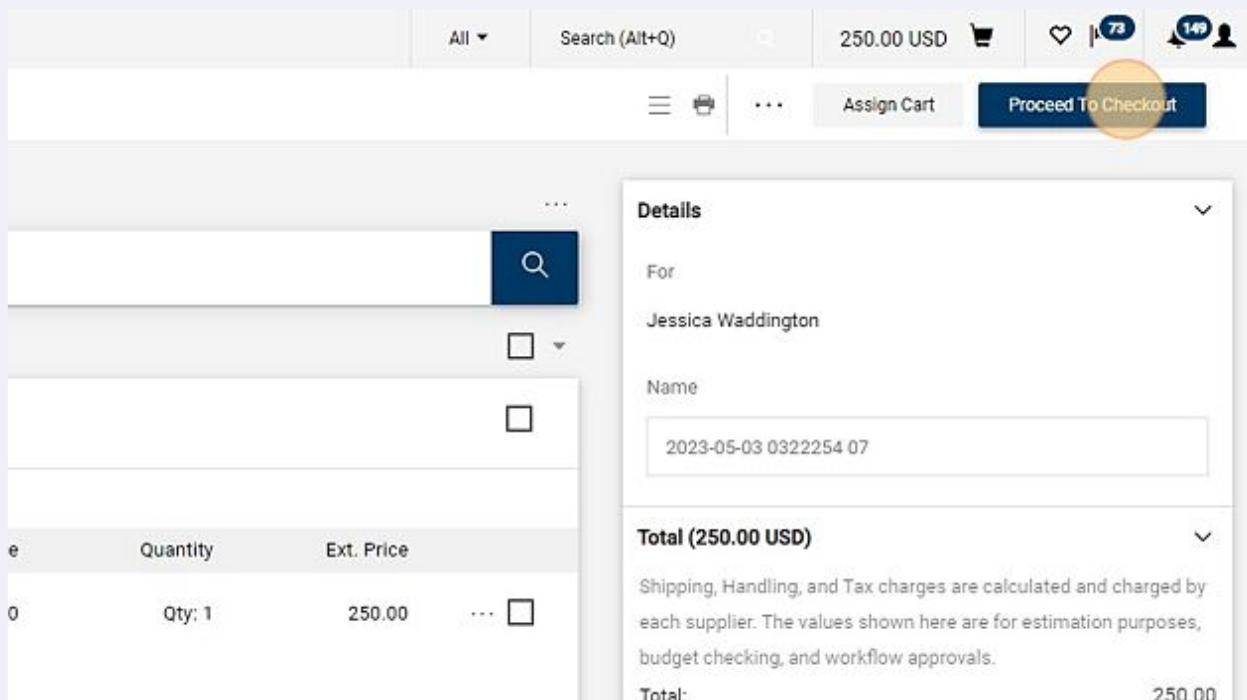 All
Search (Alt+Q)
250.00 USD
73
149
Assign Cart
Proceed To Checkout
Details
For
Jessica Waddington
Name
2023-05-03 0322254 07
e
Quantity
Ext. Price
0
Qty: 1
250.00
Total (250.00 USD)
Shipping, Handling, and Tax charges are calculated and charged by
each supplier. The values shown here are for estimation purposes,
budget checking, and workflow approvals.
Total:
250.00